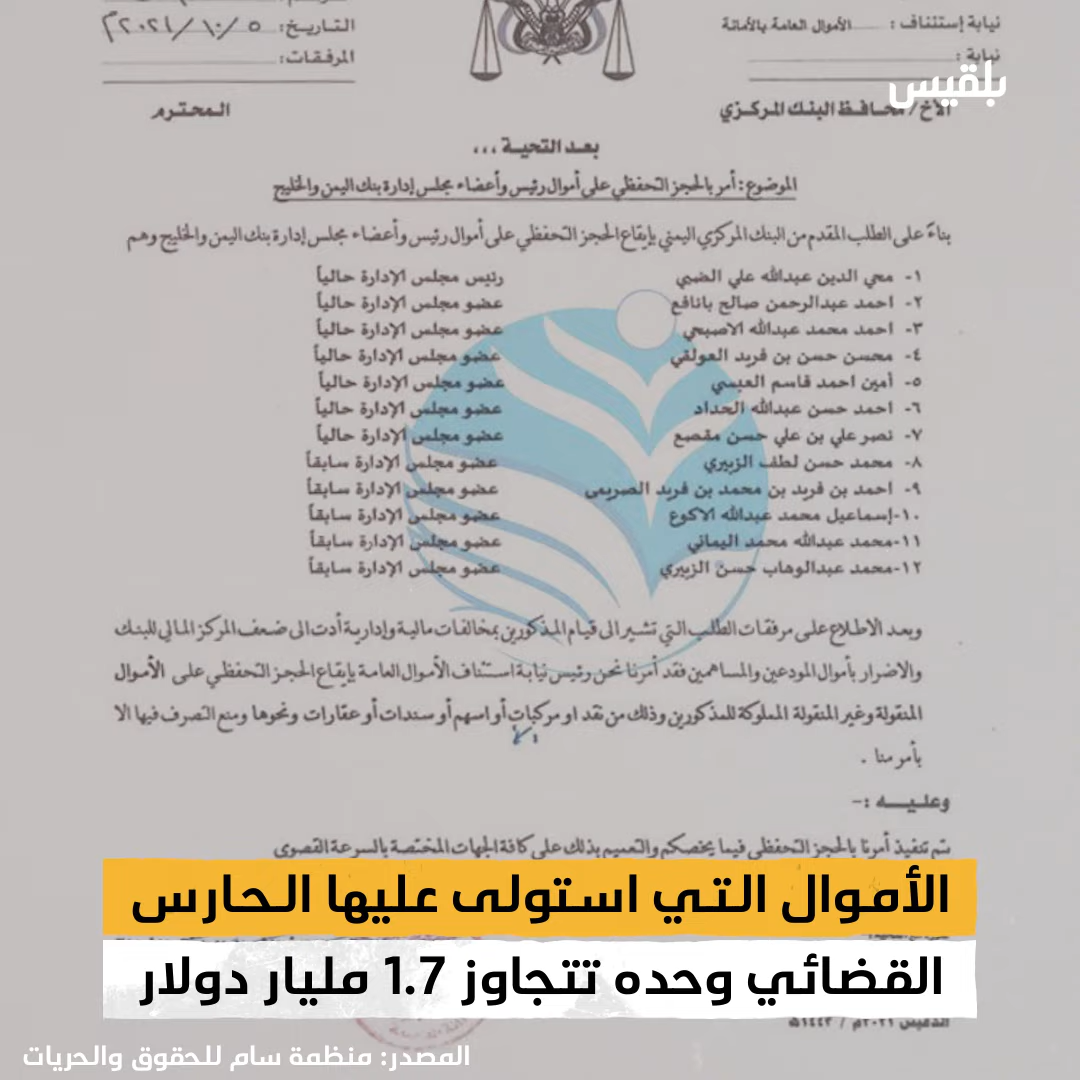 نيابة إستئناف : الأموال العامة بالأمانة
نيابة :
التاريخ : ٢٠٢١/١٠/٥م
المرفقات :
بلقيس
الأخ / محافظ البنك المركزي المحترم
بعد التحية ،،،
الموضوع : أمر بالحجز التحفظي على أموال رئيس وأعضاء مجلس إدارة بنك اليمن والخليج
بناءً على الطلب المقدم من البنك المركزي اليمني بإيقاع الحجز التحفظي على أموال رئيس وأعضاء مجلس إدارة بنك اليمن والخليج وهم
١- محي الدين عبدالله علي الضبي رئيس مجلس الإدارة حالياً
٢- احمد عبدالرحمن صالح بانافع عضو مجلس الإدارة حالياً
٣- احمد محمد عبدالله الاصبحي عضو مجلس الإدارة حالياً
٤- محسن حسن بن فريد العولقي عضو مجلس الإدارة حالياً
٥- أمين احمد قاسم العبسي عضو مجلس الإدارة حالياً
٦- احمد حسن عبدالله الحداد عضو مجلس الإدارة حالياً
٧- نصر علي بن علي حسن مقصع عضو مجلس الإدارة حالياً
٨- محمد حسن لطف الزبيري عضو مجلس الإدارة سابقاً
٩- احمد بن فريد بن محمد بن فريد الصريمي عضو مجلس الإدارة سابقاً
١٠- إسماعيل محمد عبدالله الاكوع عضو مجلس الإدارة سابقاً
١١- محمد عبدالله محمد اليماني عضو مجلس الإدارة سابقاً
١٢- محمد عبدالوهاب حسن الزبيري عضو مجلس الإدارة سابقاً
وبعد الاطلاع على مرفقات الطلب التي تشير الى قيام المذكورين بمخالفات مالية وإدارية أدت الى ضعف المركز المالي للبنك
والاضرار بأموال المودعين والمساهمين فقد أمرنا نحن رئيس نيابة استئناف الأموال العامة بإيقاع الحجز التحفظي على الأموال
المنقولة وغير المنقولة المملوكة للمذكورين وذلك من نقد او مركبات أو اسهم أو سندات أو عقارات ونحوها ومنع التصرف فيها الا
بأمر منا .
وعليه :-
يتم تنفيذ أمرنا بالحجز التحفظي فيما يخصكم والتعميم بذلك على كافة الجهات المختصة بالسرعة القصوى
الأموال التي استولى عليها الحارس
القضائي وحده تتجاوز 1.7 مليار دولار
المصدر: منظمة سام للحقوق والحريات